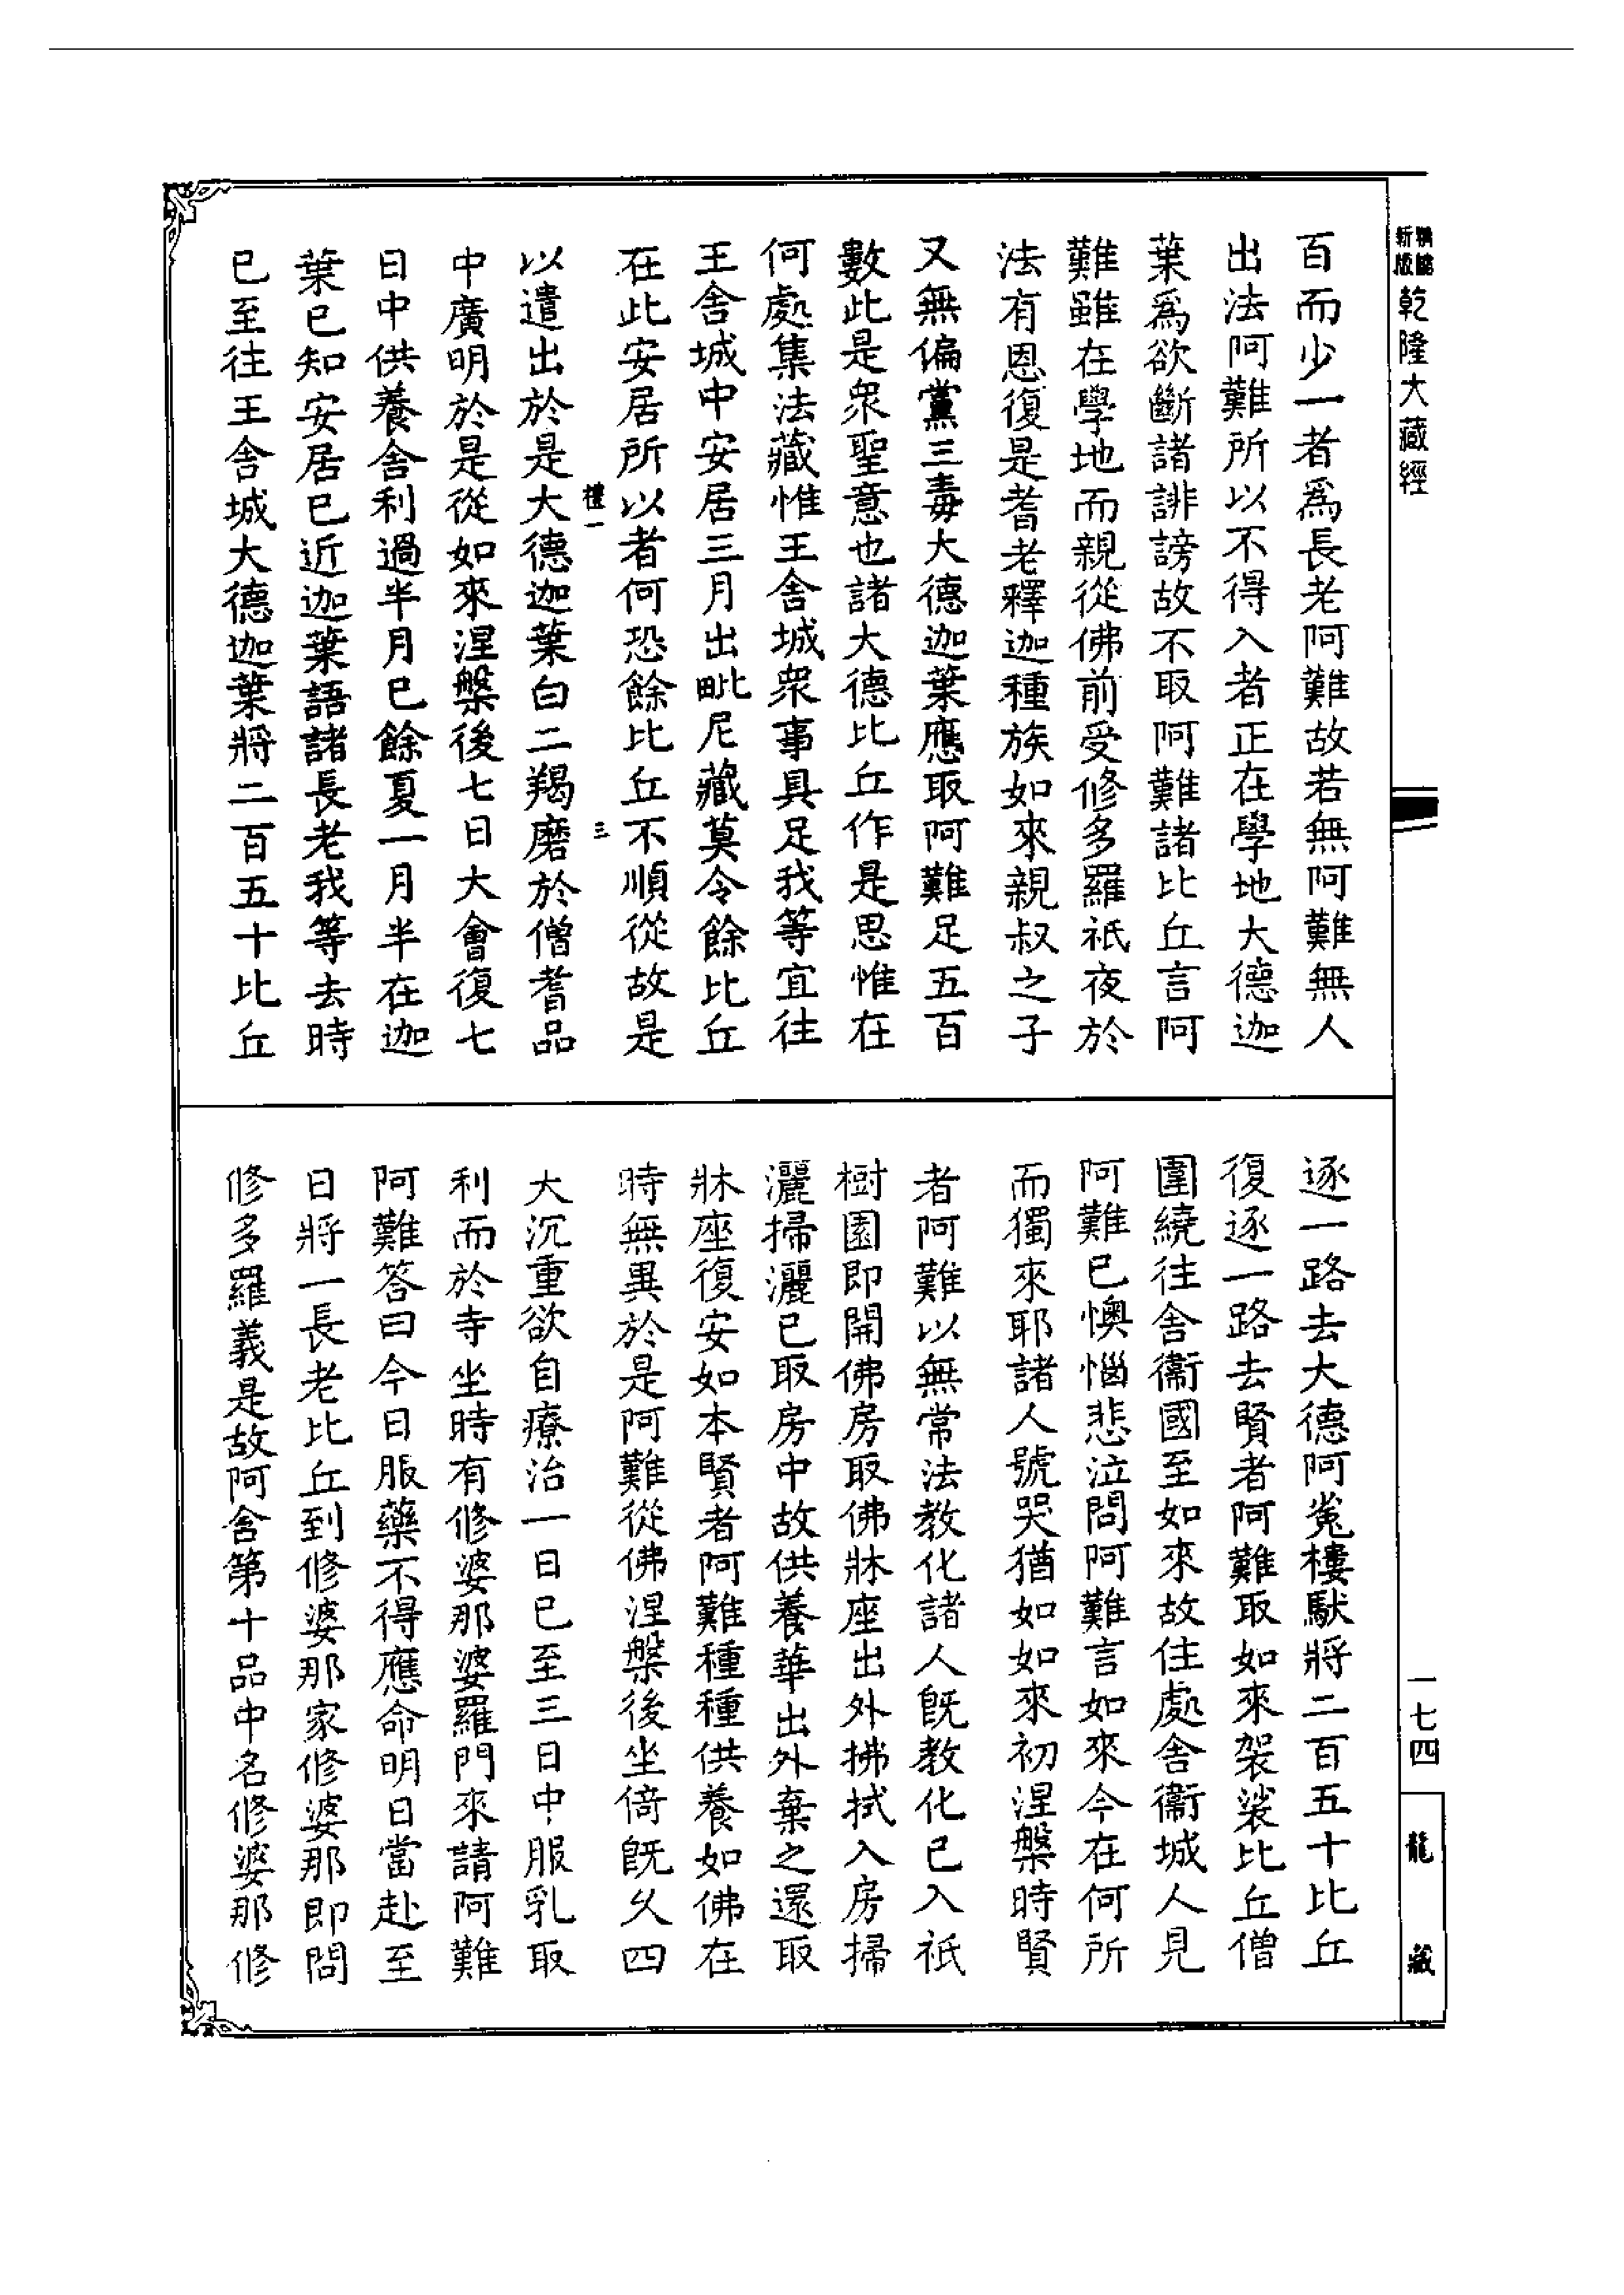 新版
乾隆大藏經
百而少一者爲長老阿難故若無阿難無人
出法阿難所以不得入者正在學地大德迦
葉爲欲斷諸誹謗故不取阿難諸比丘言阿
難雖在學地而親從佛前受修多羅祇夜於
法有恩復是耆老釋迦種族如來親叔之子
又無偏黨三毒大德迦葉應取阿難足五百
數此是衆聖意也諸大德比丘作是思惟在
何處集法藏惟王舍城衆事具足我等宜往
王舍城中安居三月出毗尼藏莫令餘比丘
在此安居所以者何恐餘比丘不順從故是
禮一
三
以遣出於是大德迦葉白二羯磨於僧耆品
中廣明於是從如來涅槃後七日大會復七
日中供養舍利過半月已餘夏一月半在迦
葉已知安居已近迦葉語諸長老我等去時
已至往王舍城大德迦葉將二百五十比丘
逐一路去大德阿㝹樓馱將二百五十比丘
復逐一路去賢者阿難取如來袈裟比丘僧
圍繞往舍衞國至如來故住處舍衞城人見
阿難已懊惱悲泣問阿難言如來今在何所
而獨來耶諸人號哭猶如如來初涅槃時賢
者阿難以無常法教化諸人旣教化已入祇
樹園即開佛房取佛牀座出外拂拭入房掃
灑掃灑已取房中故供養華出外棄之還取
牀座復安如本賢者阿難種種供養如佛在
時無異於是阿難從佛涅槃後坐倚旣久四
大沉重欲自療治一日已至三日中服乳取
利而於寺坐時有修婆那婆羅門來請阿難
阿難答曰今日服藥不得應命明日當赴至
日將一長老比丘到修婆那家修婆那即問
修多羅義是故阿含第十品中名修婆那修
一七四
龍藏